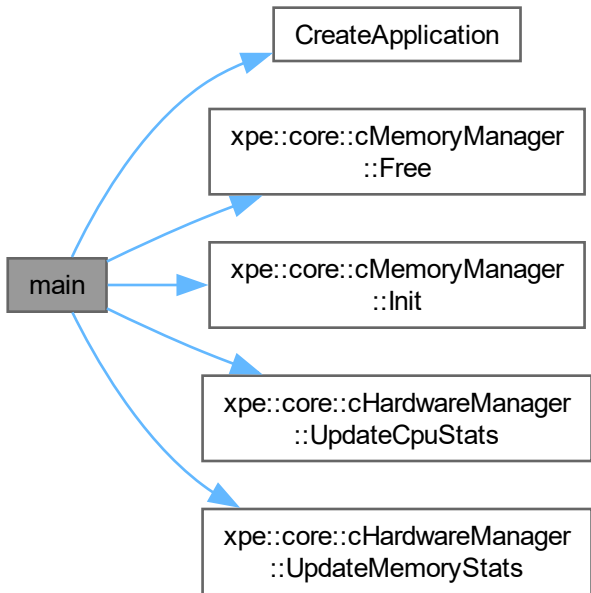 CreateApplication
xpe::core::cMemoryManager
::Free
main
xpe::core::cMemoryManager
::Init
xpe::core::cHardwareManager
::UpdateCpuStats
xpe::core::cHardwareManager
::UpdateMemoryStats